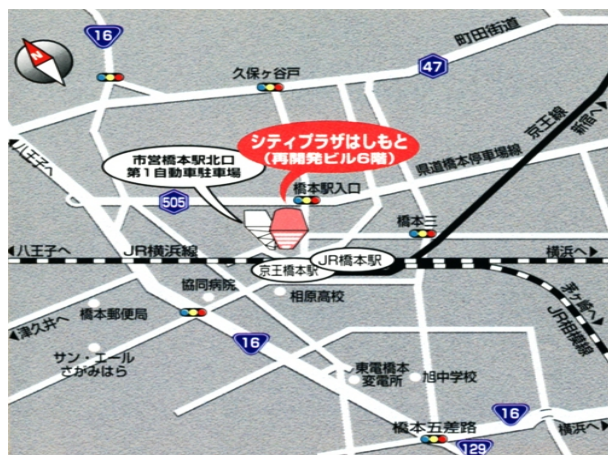 16
町田街道
N
47
久保ヶ谷戸
京王線
新宿へ
シティプラザはしもと
(再開発ビル6階)
市営橋本駅北口
第1自動車駐車場
八王子へ
県道橋本停車場線
橋本駅入口
505
橋本三
八王子へ
JR横浜線
横浜へ
京王橋本駅
JR橋本駅
協同病院
相原高校
茅ヶ崎へ
JR相模線
橋本郵便局
津久井へ
16
サン・エール
さがみはら
東電橋本
変電所
旭中学校
16
橋本五差路
横浜へ
129